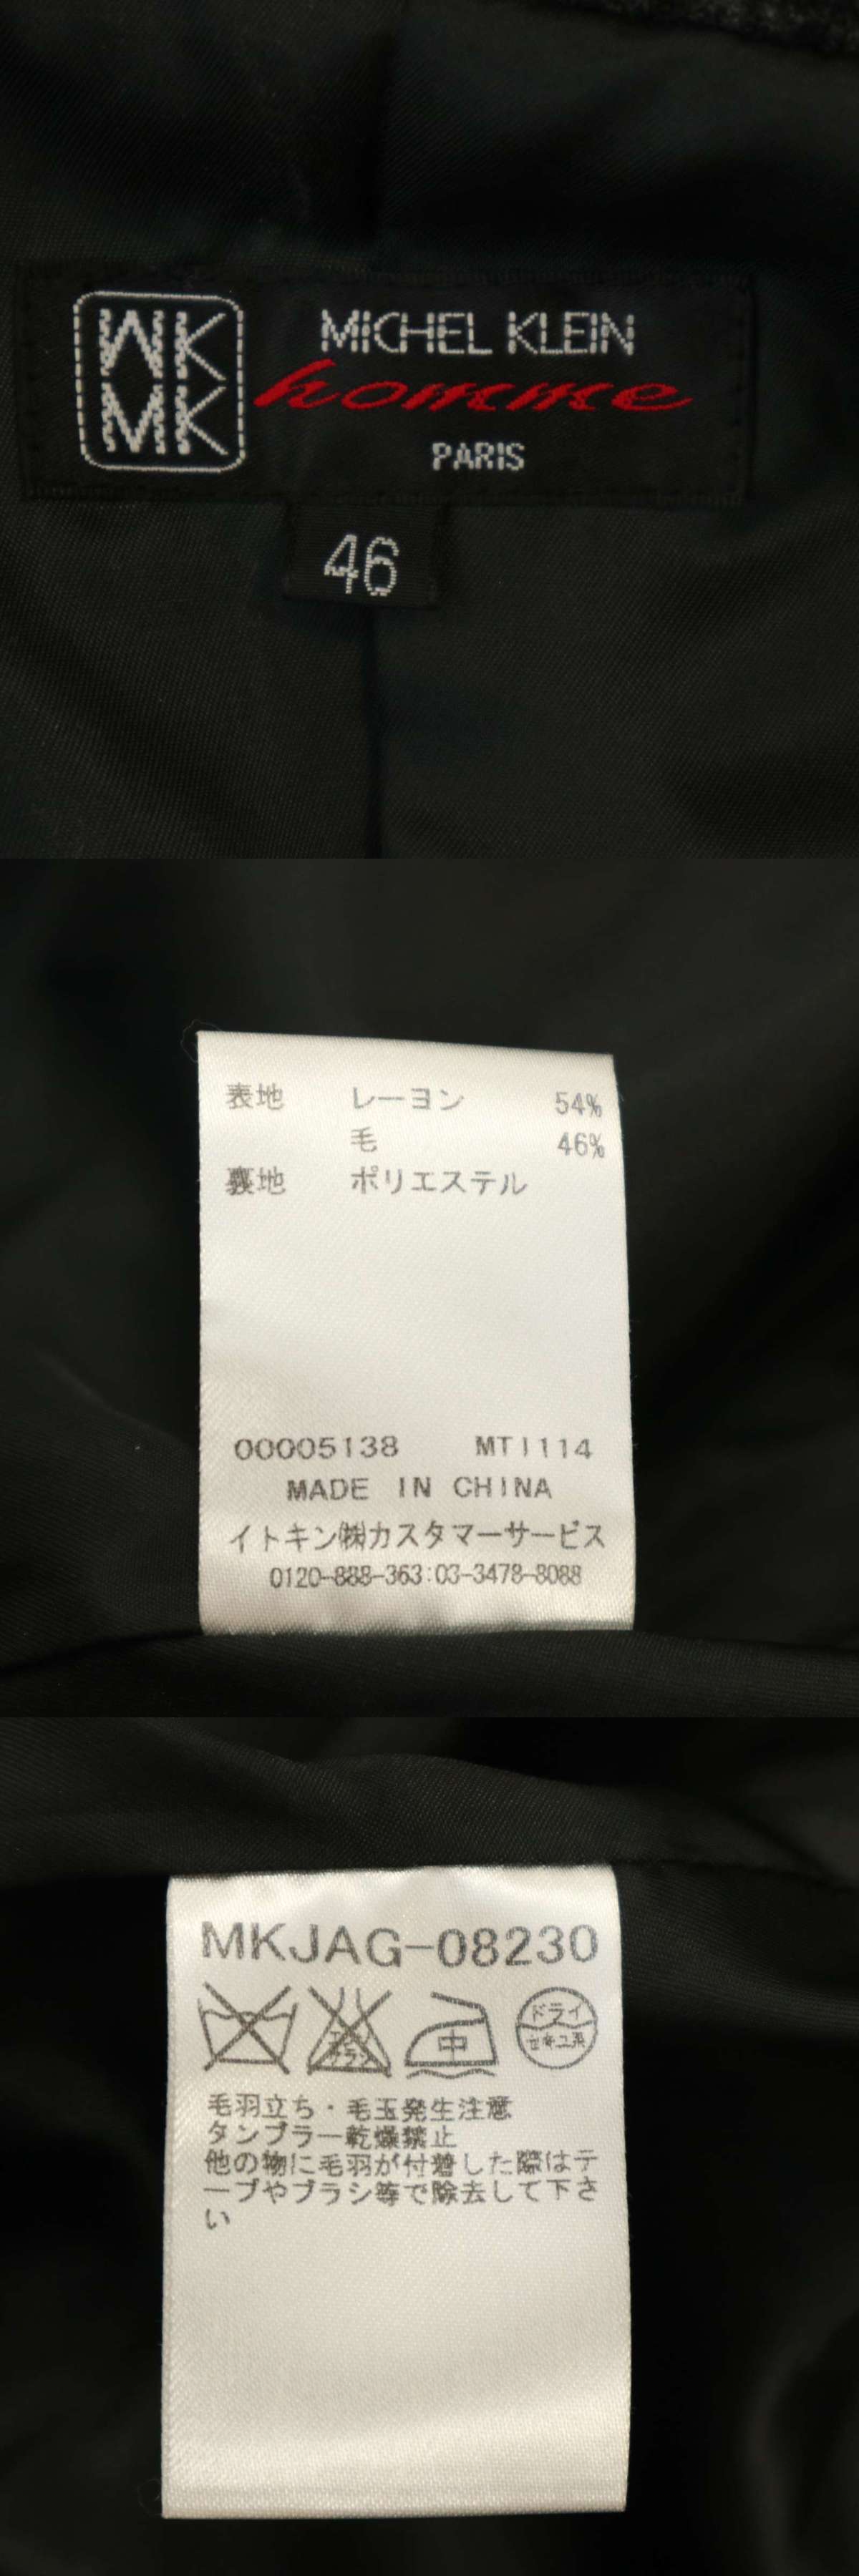 MK
MK
MICHEL KLEIN
homme
PARIS
46
表地 レーヨン 54%
毛 46%
裏地 ポリエステル
00005138 MTI114
MADE IN CHINA
イトキン㈱カスタマーサービス
0120-888-363:03-3478-8088
MKJAG-08230
中
ドライ
セキユ系
毛羽立ち・毛玉発生注意
タンブラー乾燥禁止
他の物に毛羽が付着した際はテ
ープやブラシ等で除去して下さ
い